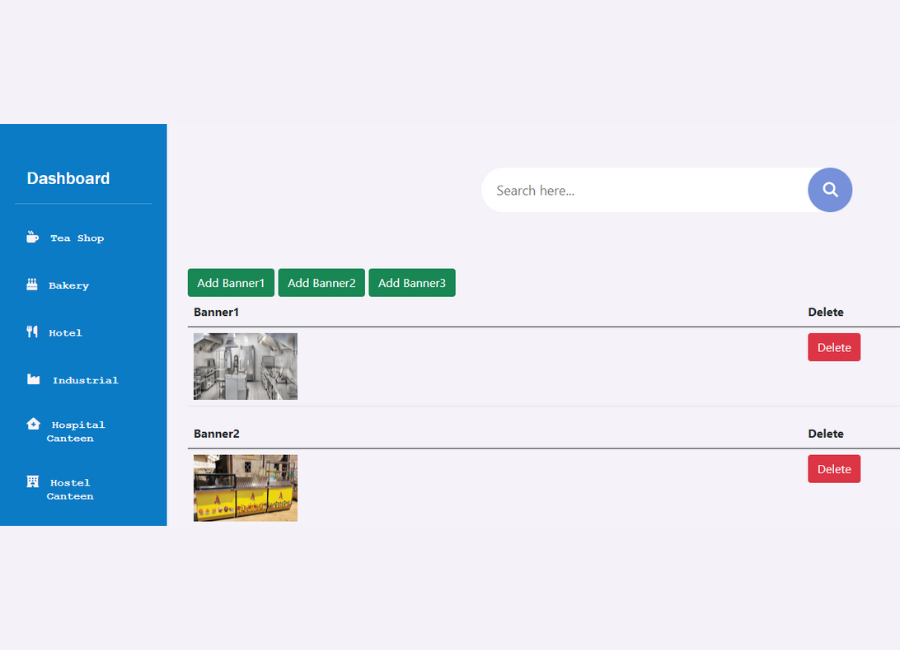 Dashboard
Search here...
Tea Shop
Bakery
Hotel
Industrial
Hospital
Canteen
Hostel
Canteen
Add Banner1 Add Banner2 Add Banner3
Banner1 Delete
Delete
Banner2 Delete
Delete